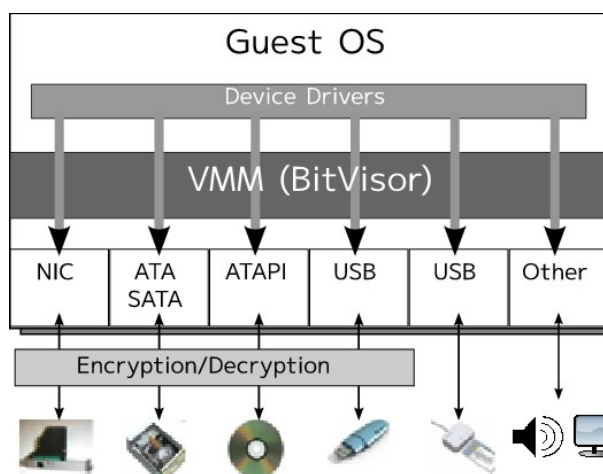 Guest OS
Device Drivers
VMM (BitVisor)
NIC
ATA
SATA
ATAPI
USB
USB
Other
Encryption/Decryption